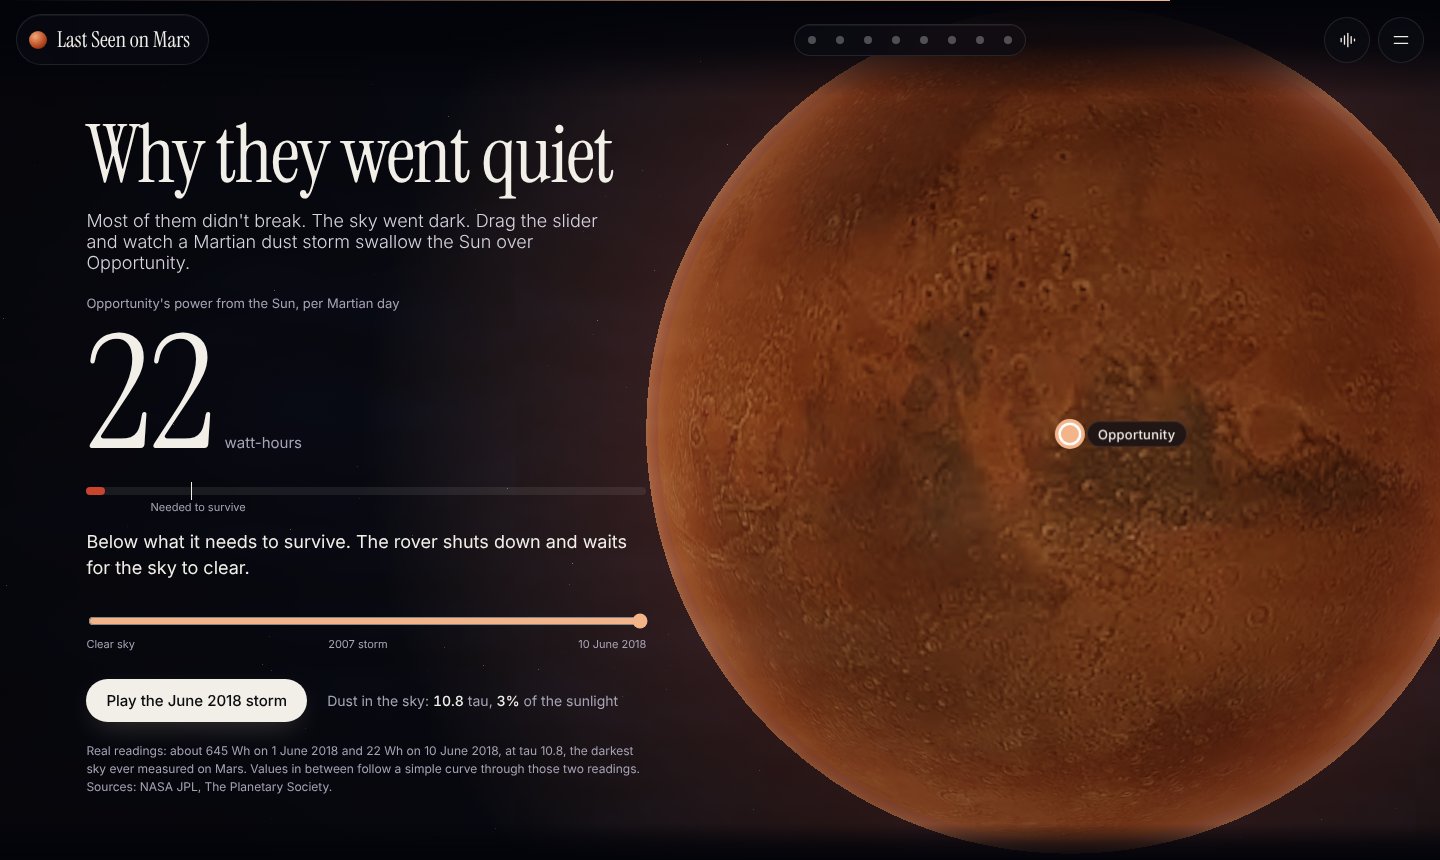 Last Seen on Mars
Why they went quiet
Most of them didn't break. The sky went dark. Drag the slider
and watch a Martian dust storm swallow the Sun over
Opportunity.
Opportunity's power from the Sun, per Martian day
22
watt-hours
Needed to survive
Below what it needs to survive. The rover shuts down and waits
for the sky to clear.
Clear sky
2007 storm
10 June 2018
Play the June 2018 storm
Dust in the sky: 10.8 tau, 3% of the sunlight
Real readings: about 645 Wh on 1 June 2018 and 22 Wh on 10 June 2018, at tau 10.8, the darkest
sky ever measured on Mars. Values in between follow a simple curve through those two readings.
Sources: NASA JPL, The Planetary Society.
Opportunity